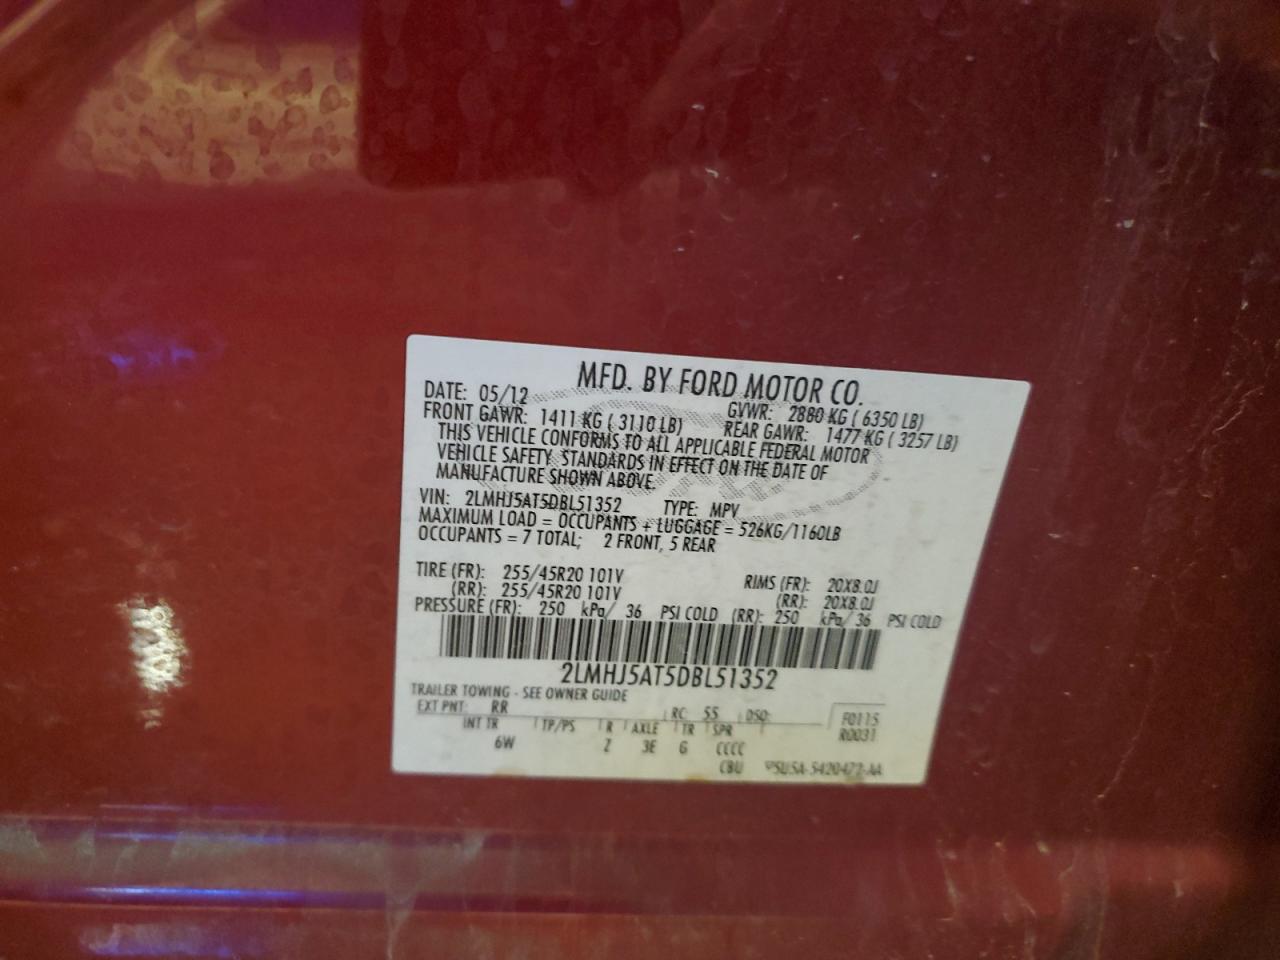 MFD. BY FORD MOTOR CO.
DATE: 05/12 GVWR: 2880 KG ( 6350 LB)
FRONT GAWR: 1411 KG ( 3110 LB) REAR GAWR: 1477 KG ( 3257 LB)
THIS VEHICLE CONFORMS TO ALL APPLICABLE FEDERAL MOTOR
VEHICLE SAFETY STANDARDS IN EFFECT ON THE DATE OF
MANUFACTURE SHOWN ABOVE.
VIN: 2LMHJ5AT5DBL51352 TYPE: MPV
MAXIMUM LOAD = OCCUPANTS + LUGGAGE = 526KG/1160LB
OCCUPANTS = 7 TOTAL; 2 FRONT, 5 REAR
TIRE (FR): 255/45R20 101V RIMS (FR): 20X8.0J
(RR): 255/45R20 101V (RR): 20X8.0J
PRESSURE (FR): 250 kPa/ 36 PSI COLD (RR): 250 kPa/ 36 PSI COLD
2LMHJ5AT5DBL51352
TRAILER TOWING - SEE OWNER GUIDE
EXT PNT: RR RC: 55 DSO: F0115
INT TR TP/PS R AXLE TR SPR R0031
6W Z 3E G CCCC
CBU